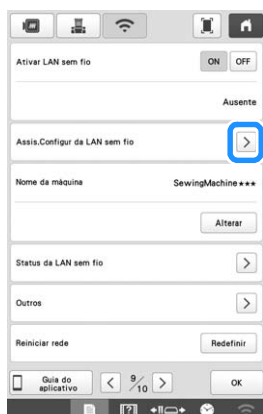 Ativar LAN sem fio
ON OFF
Ausente
Assis.Configur da LAN sem fio
Nome da máquina SewingMachine***
Alterar
Status da LAN sem fio
Outros
Reiniciar rede Redefinir
Guia do
aplicativo
9/10
OK